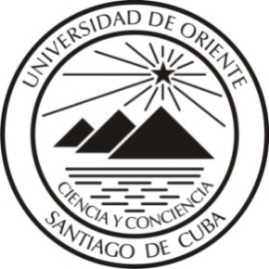 UNIVERSIDAD DE ORIENTE
CIENCIA Y CONCIENCIA
SANTIAGO DE CUBA